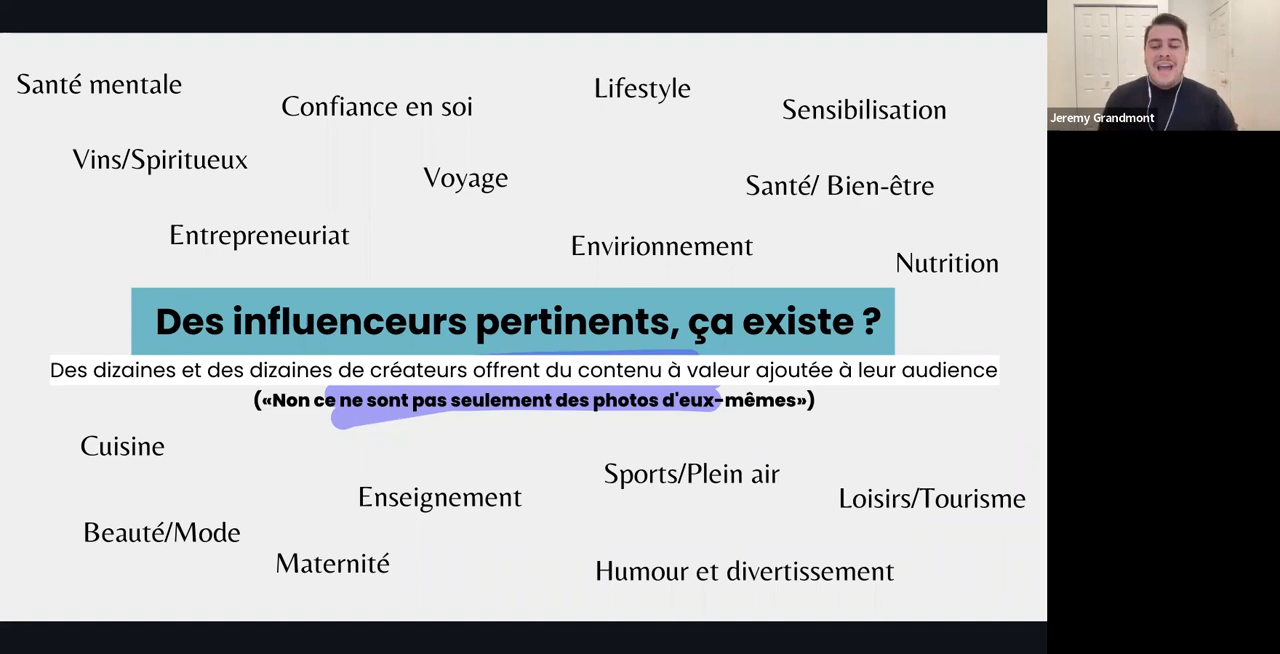 Santé mentale
Confiance en soi
Lifestyle
Sensibilisation
Vins/Spiritueux
Voyage
Santé/ Bien-être
Entrepreneuriat
Envirionnement
Nutrition
Des influenceurs pertinents, ça existe ?
Des dizaines et des dizaines de créateurs offrent du contenu à valeur ajoutée à leur audience
(«Non ce ne sont pas seulement des photos d'eux-mêmes»)
Cuisine
Sports/Plein air
Enseignement
Loisirs/Tourisme
Beauté/Mode
Maternité
Humour et divertissement
Jeremy Grandmont